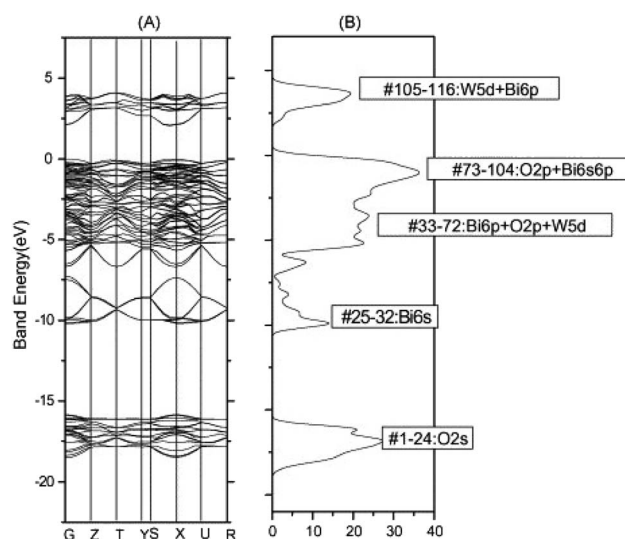 (A)
(B)
5
0
-5
-10
-15
-20
Band Energy(eV)
G Z T Y S X U R
#105-116:W5d+Bi6p
#73-104:O2p+Bi6s6p
#33-72:Bi6p+O2p+W5d
#25-32:Bi6s
#1-24:O2s
0 10 20 30 40